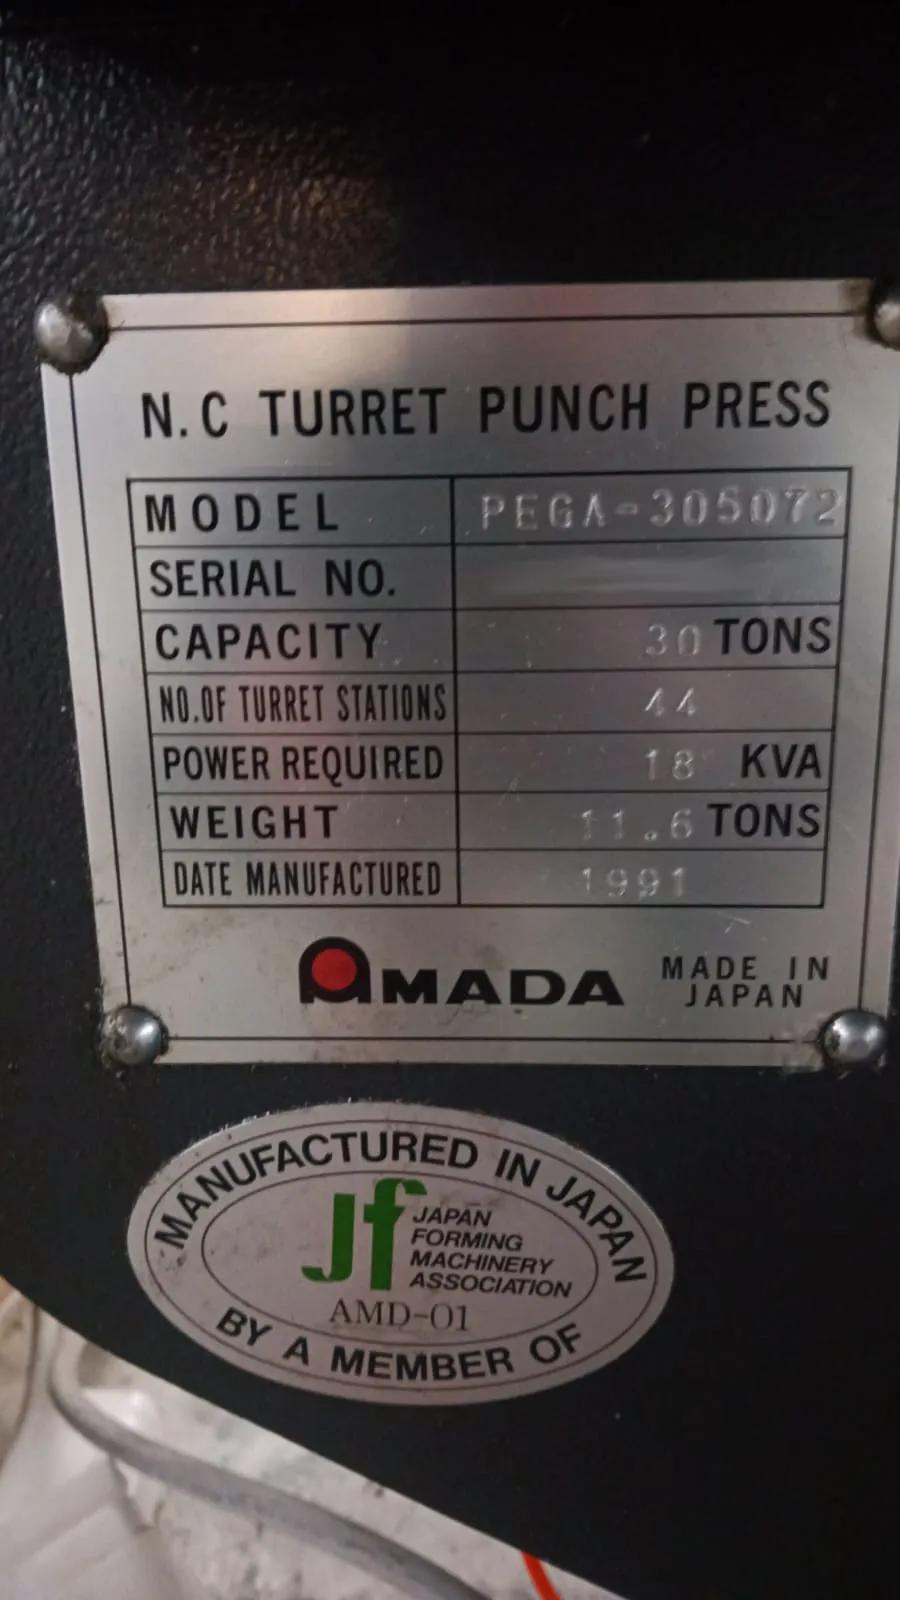 N.C TURRET PUNCH PRESS
MODEL PEGA-305072
SERIAL NO.
CAPACITY 30 TONS
NO.OF TURRET STATIONS 44
POWER REQUIRED 18 KVA
WEIGHT 11.6 TONS
DATE MANUFACTURED 1991
AMADA MADE IN
JAPAN
MANUFACTURED IN JAPAN
Jf
JAPAN
FORMING
MACHINERY
ASSOCIATION
AMD-01
BY A MEMBER OF